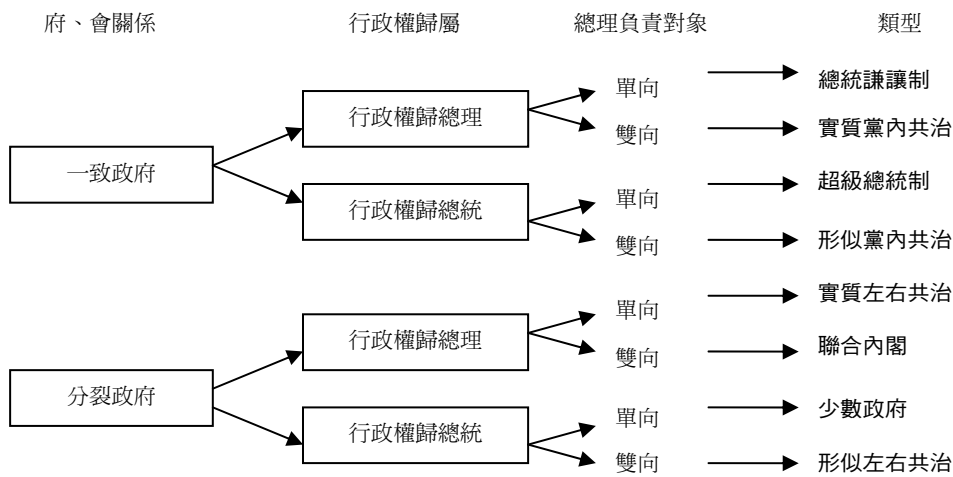 府、會關係 行政權歸屬 總理負責對象 類型
單向 總統謙讓制
行政權歸總理
雙向 實質黨內共治
一致政府
單向 超級總統制
行政權歸總統
雙向 形似黨內共治
單向 實質左右共治
行政權歸總理
雙向 聯合內閣
分裂政府
單向 少數政府
行政權歸總統
雙向 形似左右共治